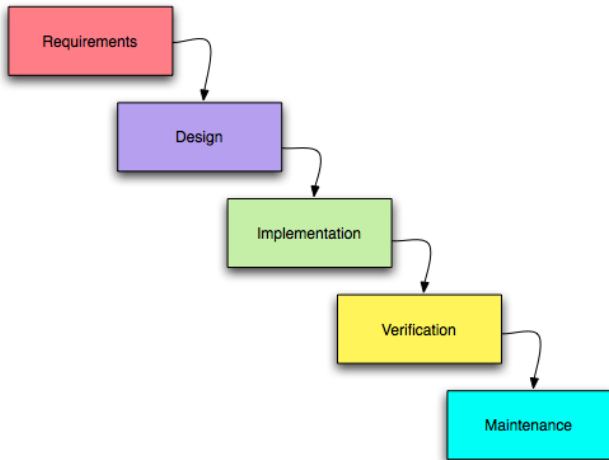 Requirements
Design
Implementation
Verification
Maintenance